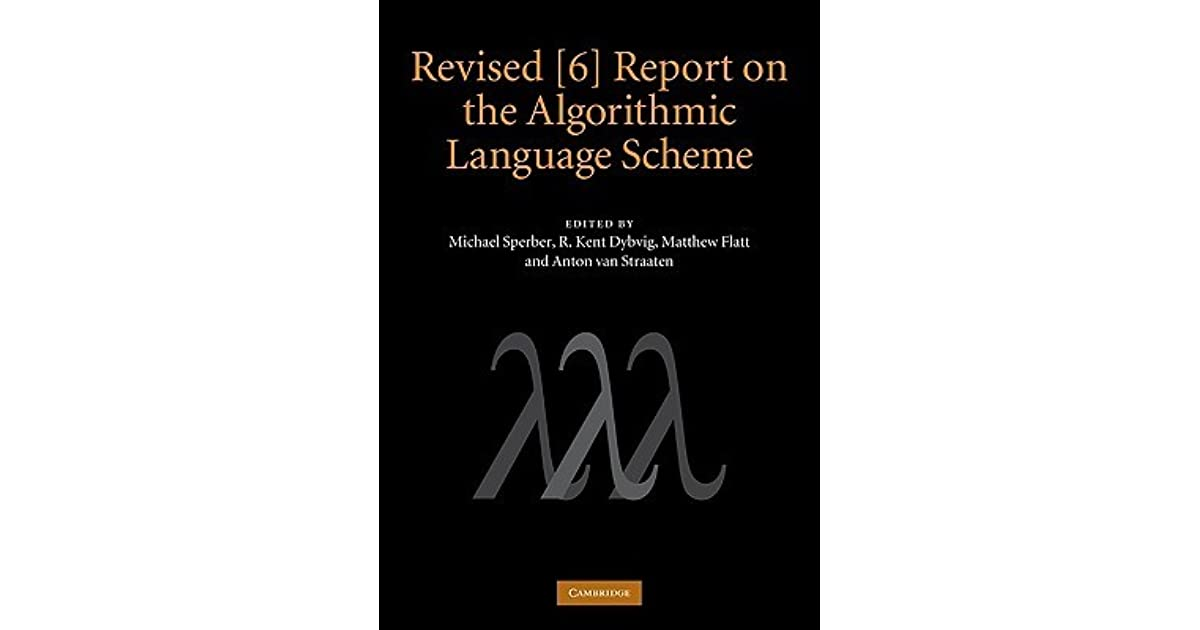 Revised [6] Report on
the Algorithmic
Language Scheme
EDITED BY
Michael Sperber, R. Kent Dybvig, Matthew Flatt
and Anton van Straaten
λλλ
CAMBRIDGE